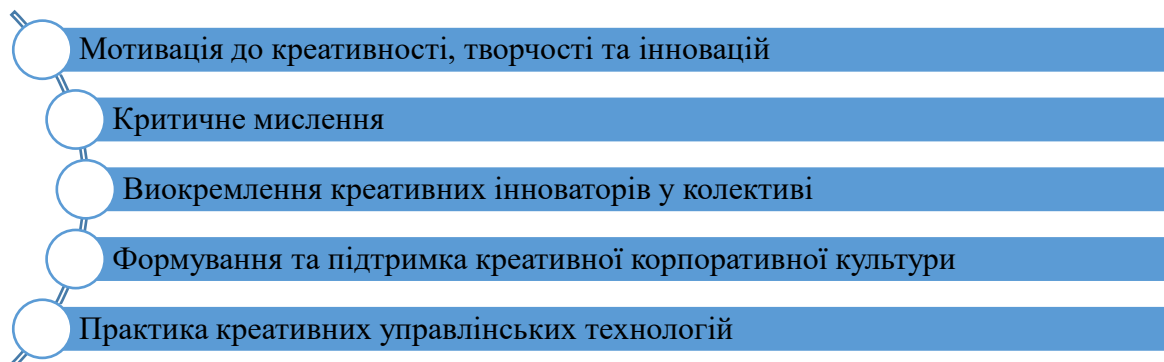 Мотивація до креативності, творчості та інновацій
Критичне мислення
Виокремлення креативних інноваторів у колективі
Формування та підтримка креативної корпоративної культури
Практика креативних управлінських технологій